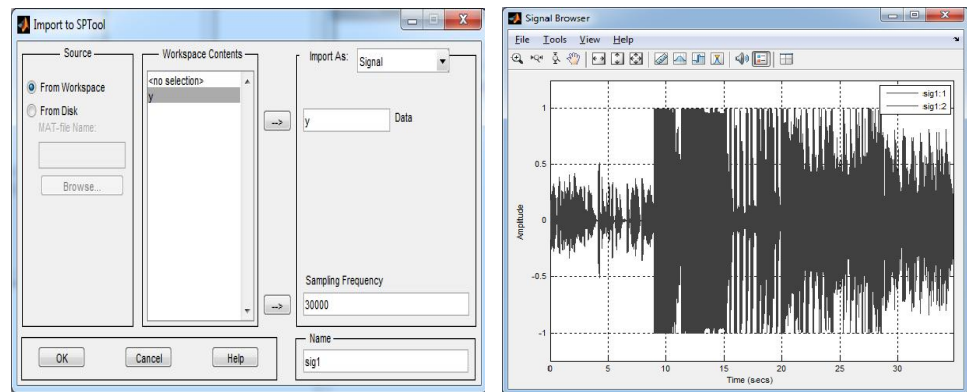 Import to SPTool
Source
From Workspace
From Disk
MAT-file Name:
Browse...
Workspace Contents
<no selection>
y
-->
-->
Import As:
Signal
y
Data
Sampling Frequency
30000
OK
Cancel
Help
Name
sig1
Signal Browser
File Tools View Help
sig1:1
sig1:2
1
0.5
0
-0.5
-1
Amplitude
0 5 10 15 20 25 30
Time (secs)